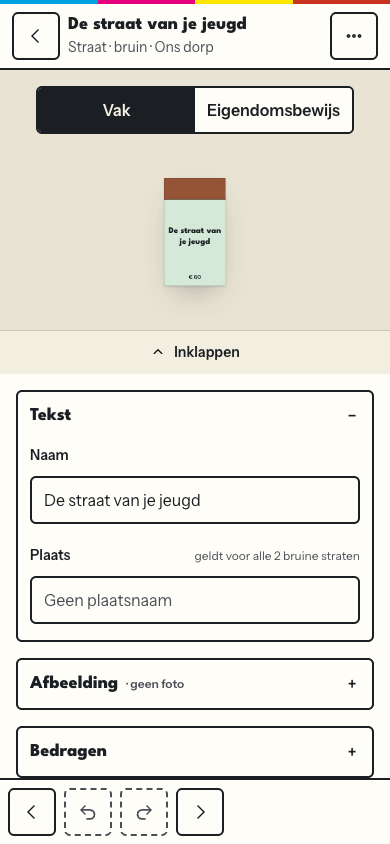 De straat van je jeugd
Straat · bruin · Ons dorp
Vak
Eigendomsbewijs
De straat van
je jeugd
€ 60
Inklappen
Tekst
Naam
De straat van je jeugd
Plaats
geldt voor alle 2 bruine straten
Geen plaatsnaam
Afbeelding · geen foto
Bedragen